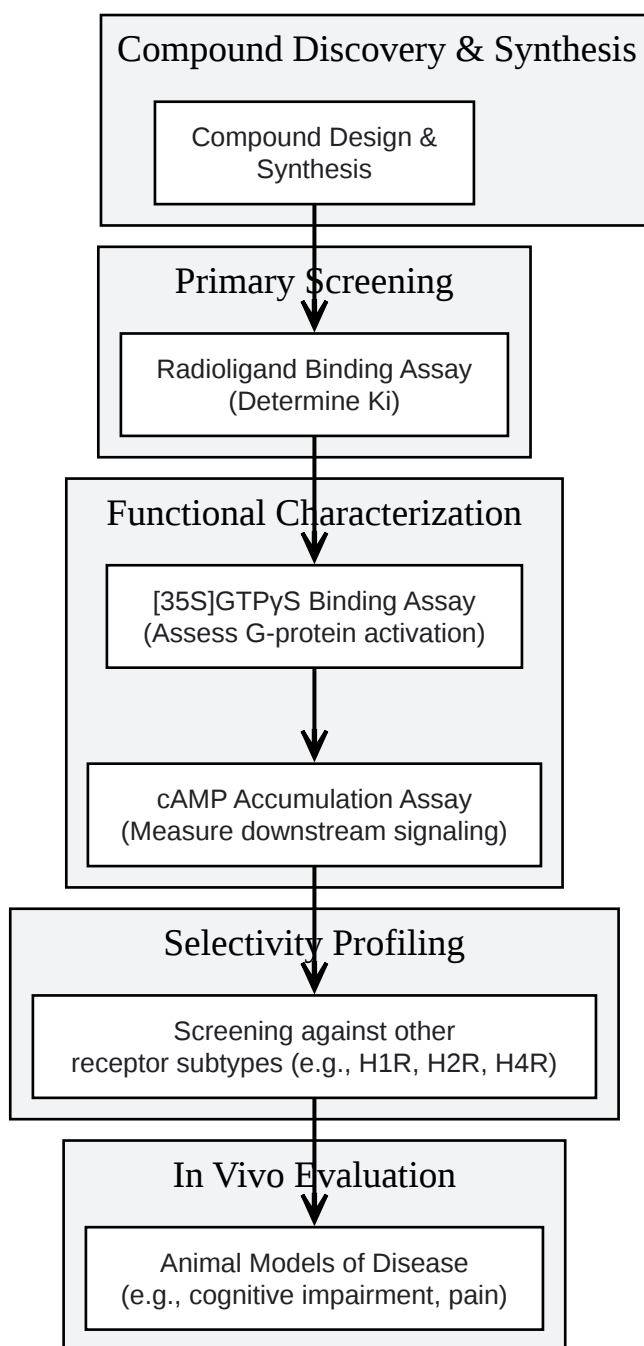 Compound Discovery & Synthesis
Compound Design &
Synthesis
Primary Screening
Radioligand Binding Assay
(Determine Ki)
Functional Characterization
[35S]GTPγS Binding Assay
(Assess G-protein activation)
cAMP Accumulation Assay
(Measure downstream signaling)
Selectivity Profiling
Screening against other
receptor subtypes (e.g., H1R, H2R, H4R)
In Vivo Evaluation
Animal Models of Disease
(e.g., cognitive impairment, pain)